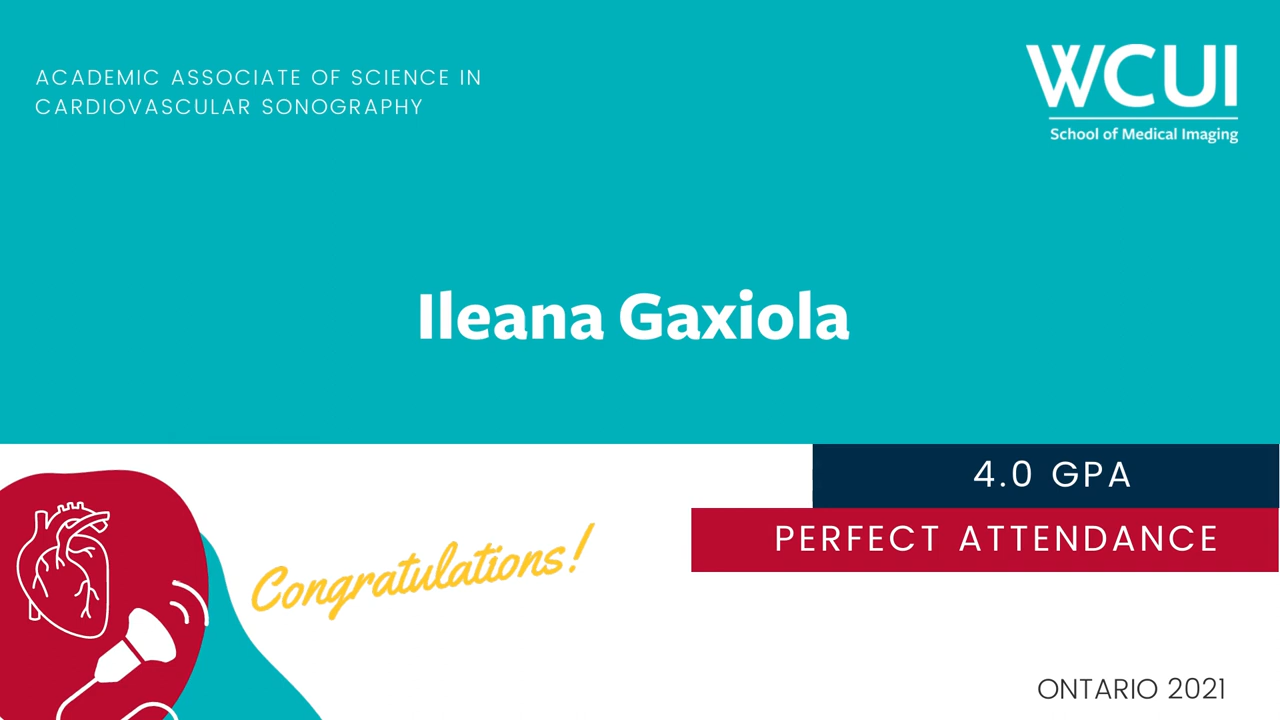 ACADEMIC ASSOCIATE OF SCIENCE IN
CARDIOVASCULAR SONOGRAPHY
WCUI
School of Medical Imaging
Ileana Gaxiola
4.0 GPA
PERFECT ATTENDANCE
Congratulations!
ONTARIO 2021